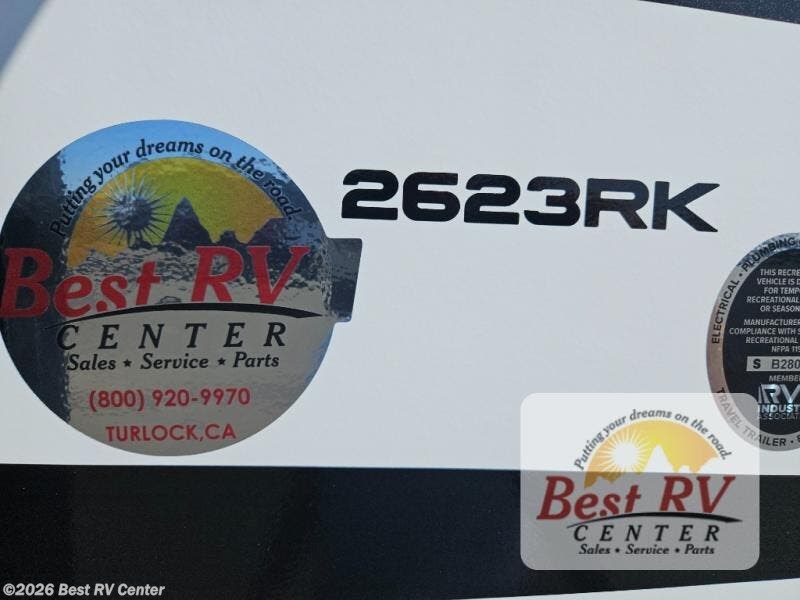 Putting your dreams on the road
Best RV
CENTER
Sales ★ Service ★ Parts
(800) 920-9970
TURLOCK,CA
2623RK
ELECTRICAL • PLUMBING
THIS RECRE
VEHICLE IS D
FOR TEMP
RECREATIONAL
OR SEASON
MANUFACTURER
COMPLIANCE WITH S
RECREATIONAL
NFPA 119
S B280
MEMBE
RV
INDUST
ASSOCIAT
TRAVEL TRAILER •
Putting your dreams on the road.
Best RV
CENTER
Sales ★ Service ★ Parts
©2026 Best RV Center